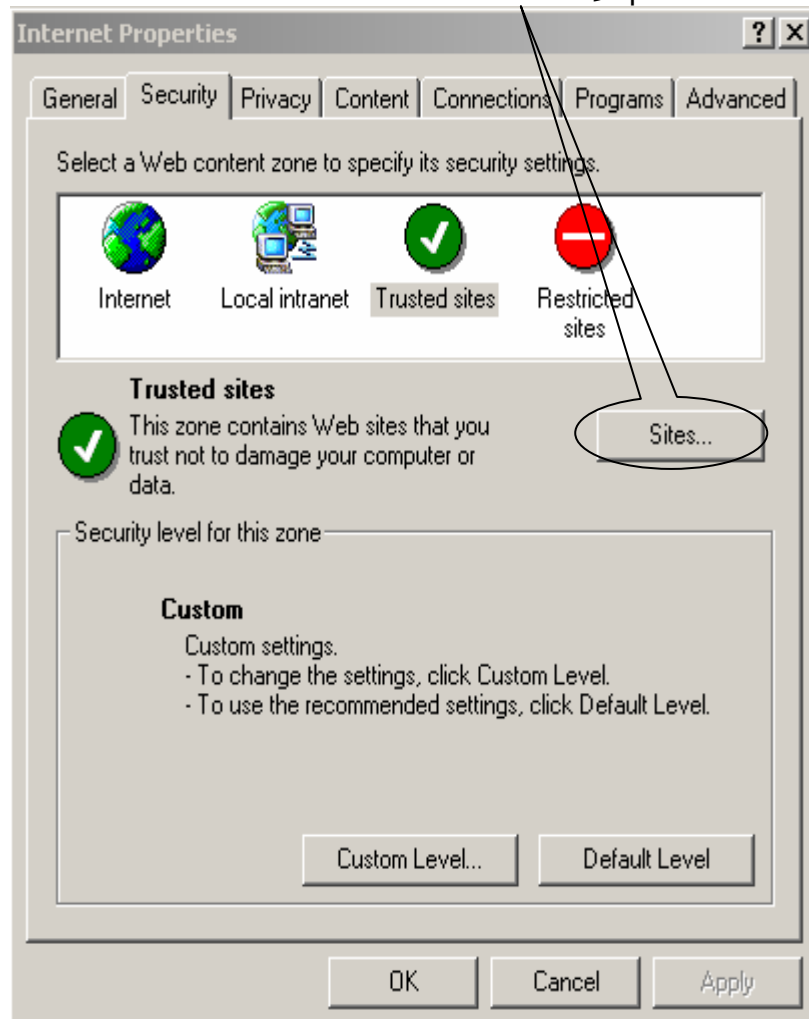 Internet Properties
General Security Privacy Content Connections Programs Advanced
Select a Web content zone to specify its security settings.
Internet Local intranet Trusted sites Restricted sites
Trusted sites
This zone contains Web sites that you
trust not to damage your computer or
data.
Sites...
Security level for this zone
Custom
Custom settings.
- To change the settings, click Custom Level.
- To use the recommended settings, click Default Level.
Custom Level... Default Level
OK Cancel Apply